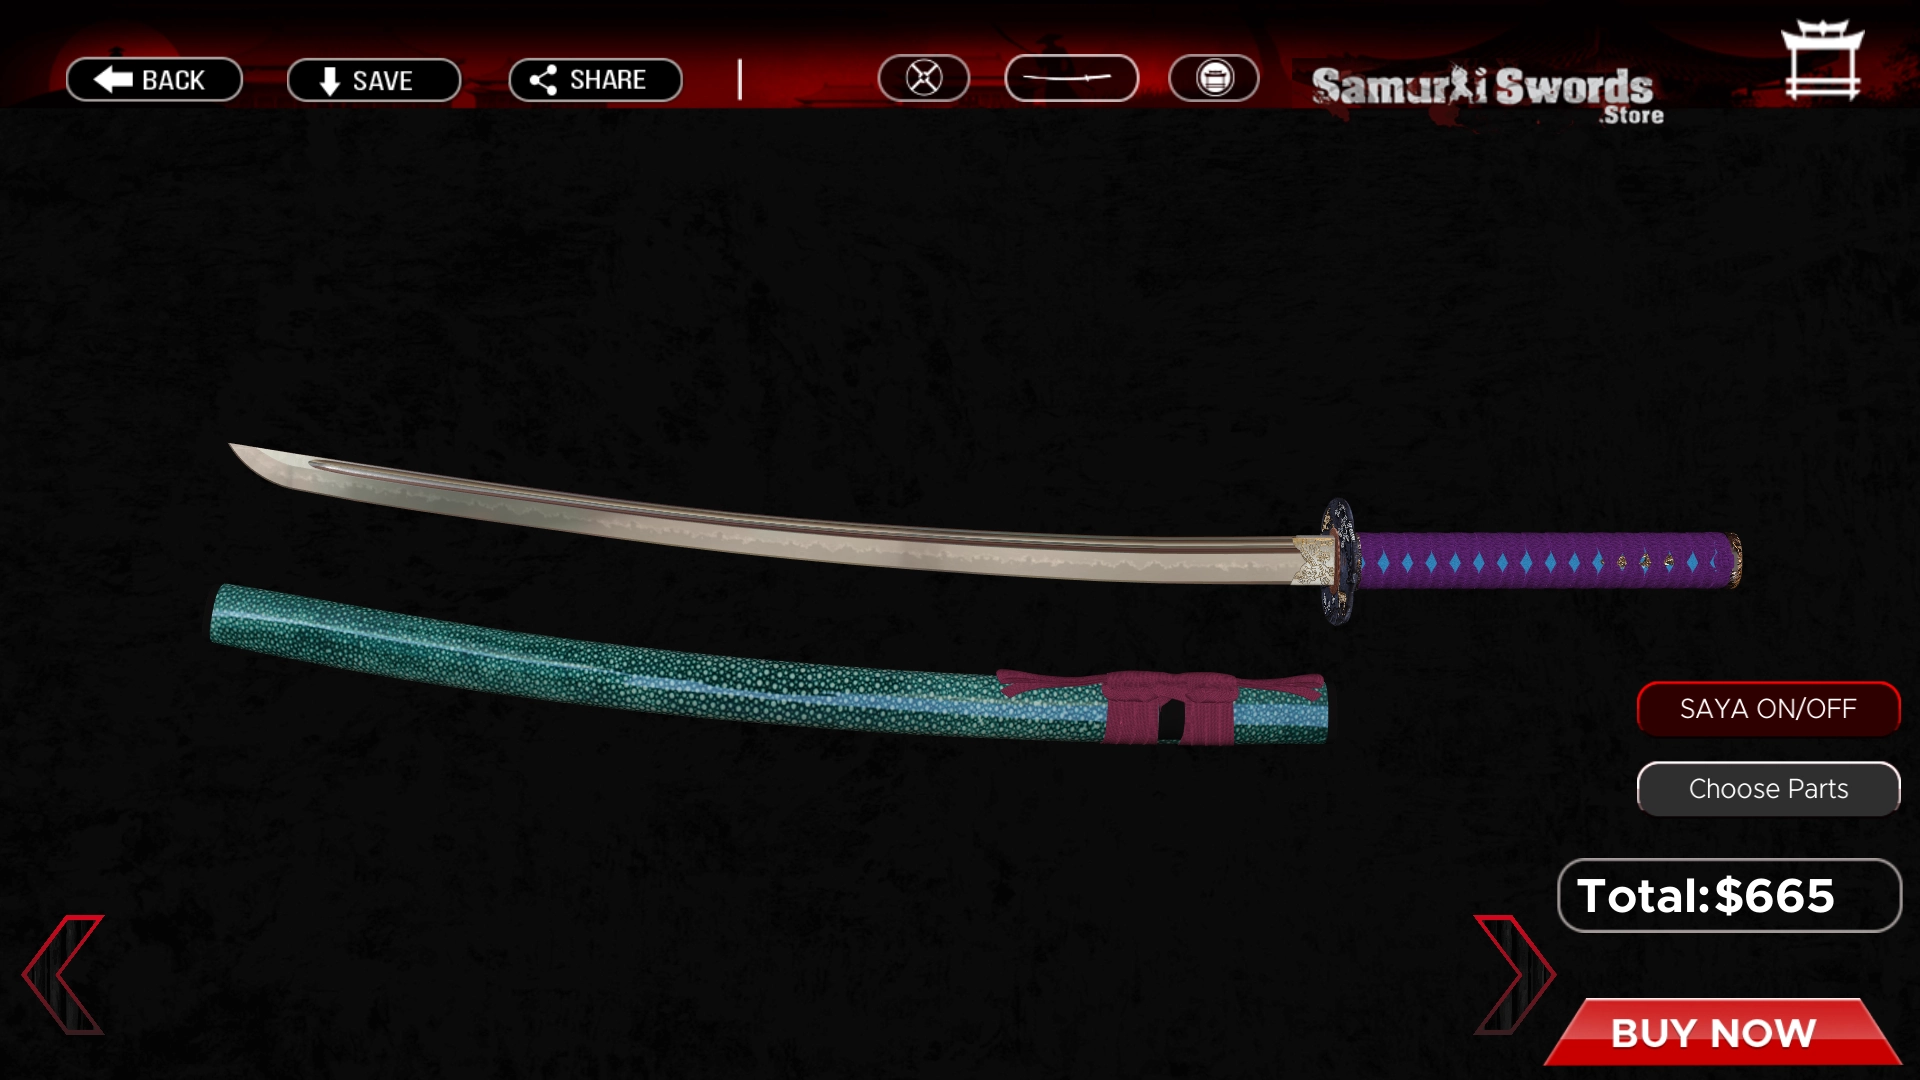 BACK
SAVE
SHARE
Samurai Swords
.Store
SAYA ON/OFF
Choose Parts
Total:$665
BUY NOW